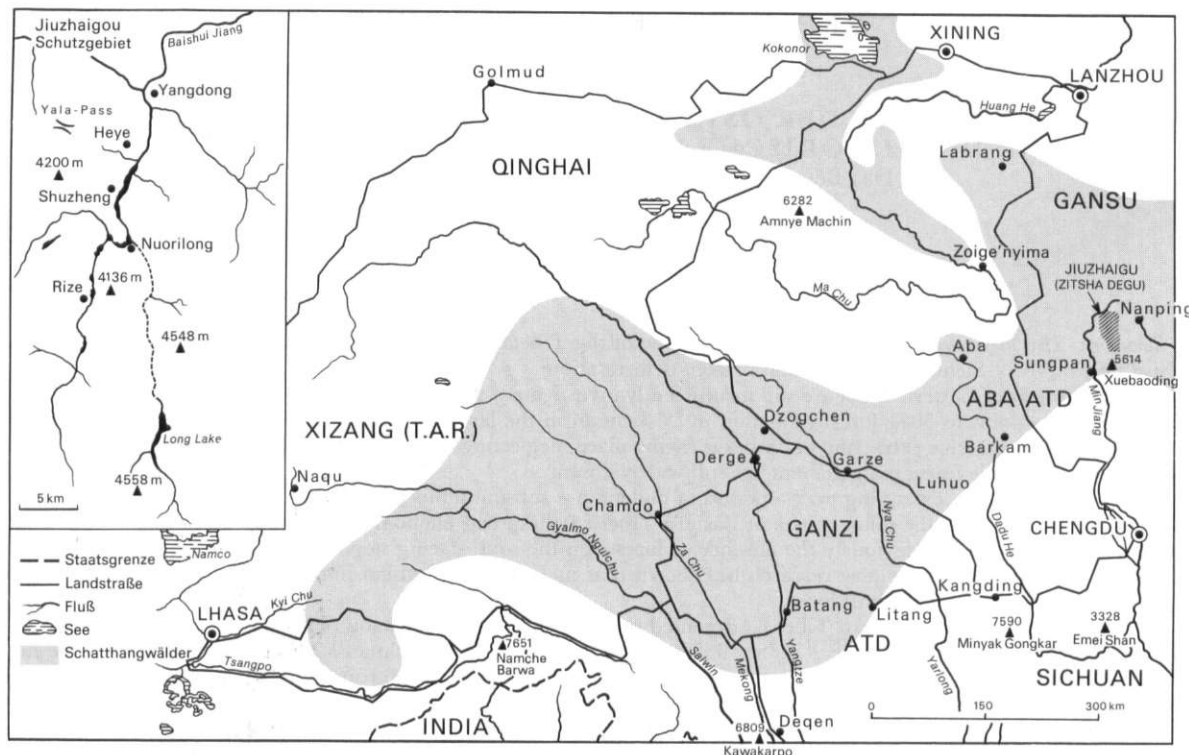 Jiuzhaigou
Schutzgebiet
Baishui Jiang
Yangdong
Yala-Pass
Heye
4200 m
Shuzheng
Nuorilong
4136 m
Rize
4548 m
Long Lake
4558 m
5 km
Staatsgrenze
Landstraße
Fluß
See
Schatthangwälder
Kokonor
XINING
Golmud
LANZHOU
Huang He
QINGHAI
Labrang
GANSU
6282
Amnye Machin
Zoige'nyima
JIUZHAIGU
(ZITSHA DEGU)
Ma Chu
Nanping
Aba
Sungpan
5614
Xuebaoding
ABA ATD
Min Jiang
Dzogchen
XIZANG (T.A.R.)
Barkam
Derge
Garze
Naqu
Luhuo
Chamdo
Nya Chu
Gyalmo Ngulchu
Za Chu
GANZI
Dadu He
CHENGDU
Namco
Kangding
Kyi Chu
Batang
Litang
LHASA
7590
Minyak Gongkar
3328
Emei Shan
ATD
7651
Namche
Barwa
Tsangpo
Salwin
Mekong
Yangtze
Yarlong
SICHUAN
INDIA
0 150 300 km
6809
Deqen
Kawakarpo